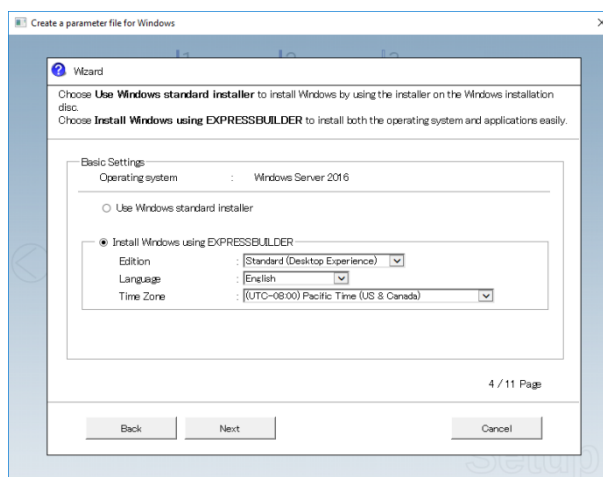 Create a parameter file for Windows
Wizard
Choose Use Windows standard installer to install Windows by using the installer on the Windows installation
disc.
Choose Install Windows using EXPRESSBUILDER to install both the operating system and applications easily.
Basic Settings
Operating system : Windows Server 2016
Use Windows standard installer
Install Windows using EXPRESSBUILDER
Edition : Standard (Desktop Experience)
Language : English
Time Zone : (UTC-08:00) Pacific Time (US & Canada)
4 / 11 Page
Back Next Cancel
Setup